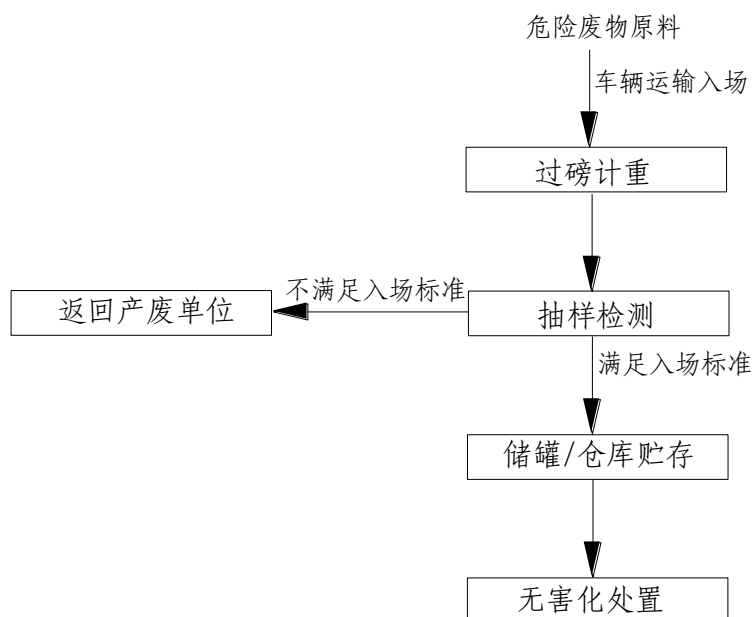 危险废物原料
车辆运输入场
过磅计重
不满足入场标准
返回产废单位
抽样检测
满足入场标准
储罐/仓库贮存
无害化处置